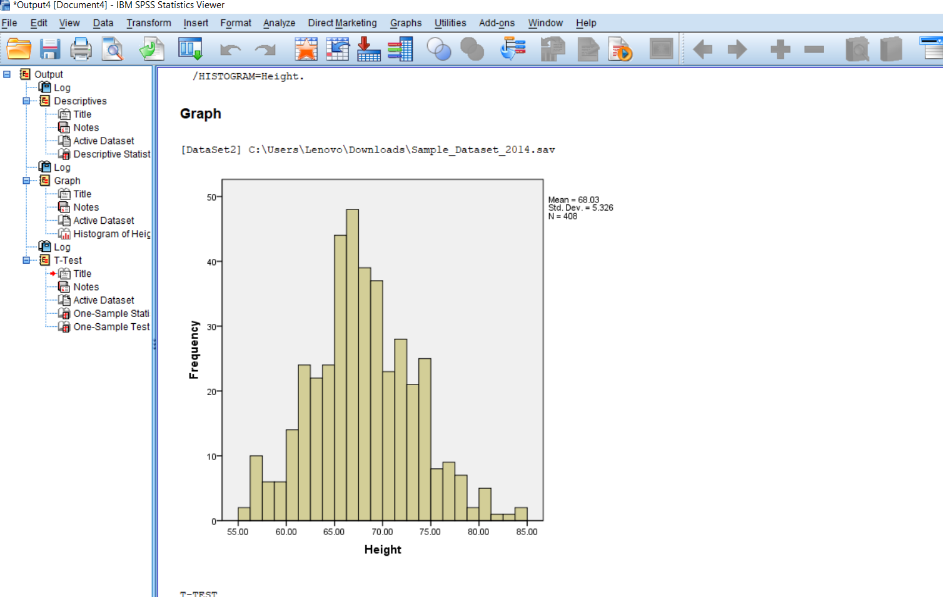 *Output4 [Document4] - IBM SPSS Statistics Viewer
File Edit View Data Transform Insert Format Analyze Direct Marketing Graphs Utilities Add-ons Window Help
Output
Log
Descriptives
Title
Notes
Active Dataset
Descriptive Statist
Log
Graph
Title
Notes
Active Dataset
Histogram of Heig
Log
T-Test
Title
Notes
Active Dataset
One-Sample Stati
One-Sample Test
/HISTOGRAM=Height.
Graph
[DataSet2] C:\Users\Lenovo\Downloads\Sample_Dataset_2014.sav
Mean = 68.03
Std. Dev. = 5.326
N = 408
Frequency
50
40
30
20
10
0
55.00 60.00 65.00 70.00 75.00 80.00 85.00
Height
T-TEST